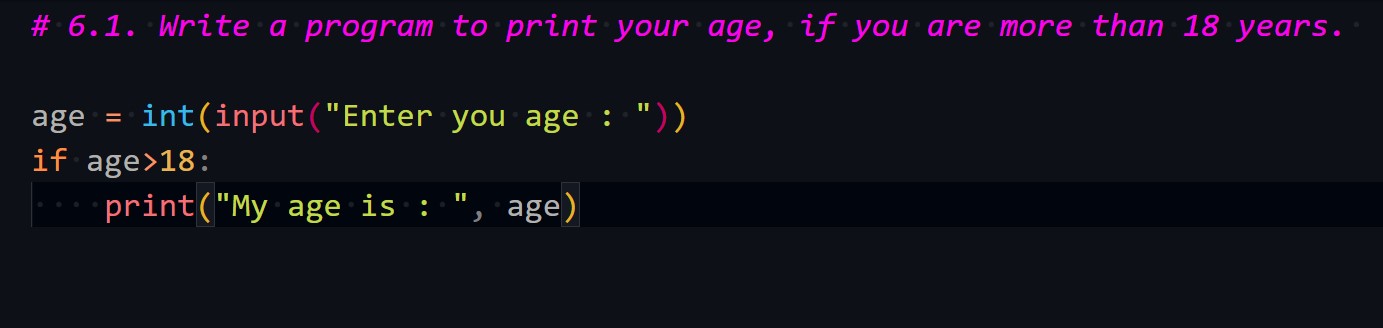 # 6.1. Write a program to print your age, if you are more than 18 years.
age = int(input("Enter you age : "))
if age>18:
    print("My age is : ", age)